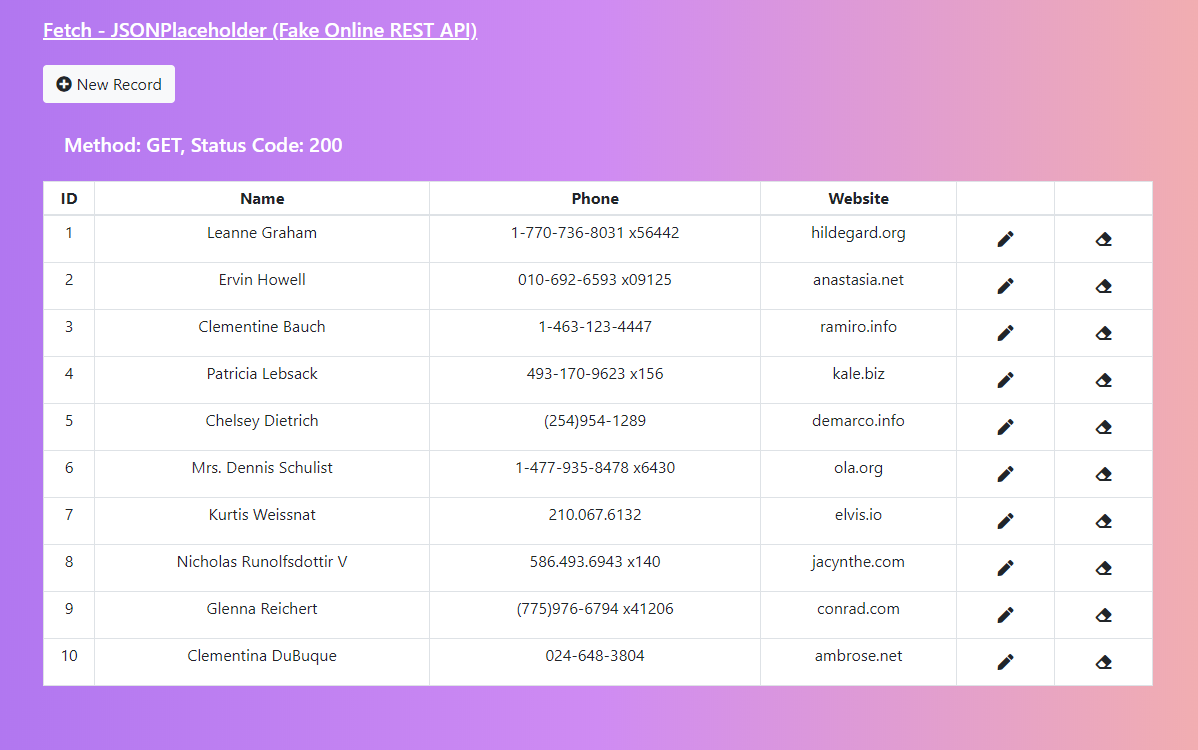 Fetch - JSONPlaceholder (Fake Online REST API)
New Record
Method: GET, Status Code: 200
ID Name Phone Website
1 Leanne Graham 1-770-736-8031 x56442 hildegard.org
2 Ervin Howell 010-692-6593 x09125 anastasia.net
3 Clementine Bauch 1-463-123-4447 ramiro.info
4 Patricia Lebsack 493-170-9623 x156 kale.biz
5 Chelsey Dietrich (254)954-1289 demarco.info
6 Mrs. Dennis Schulist 1-477-935-8478 x6430 ola.org
7 Kurtis Weissnat 210.067.6132 elvis.io
8 Nicholas Runolfsdottir V 586.493.6943 x140 jacynthe.com
9 Glenna Reichert (775)976-6794 x41206 conrad.com
10 Clementina DuBuque 024-648-3804 ambrose.net